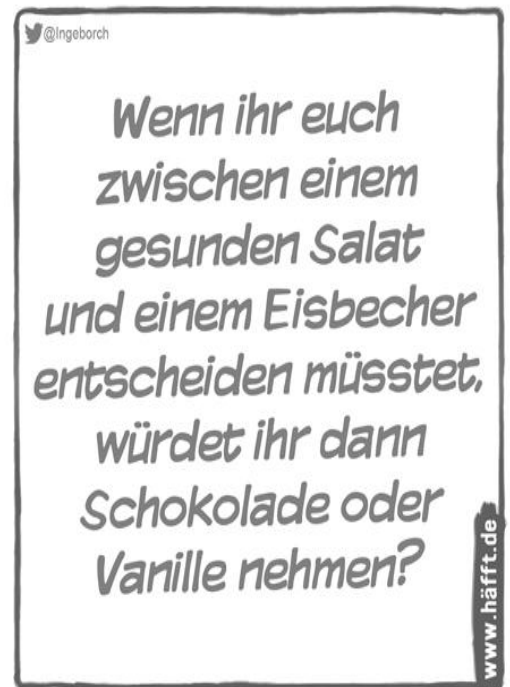 @Ingeborch
Wenn ihr euch
zwischen einem
gesunden Salat
und einem Eisbecher
entscheiden müsstet,
würdet ihr dann
Schokolade oder
Vanille nehmen?
www.häfft.de